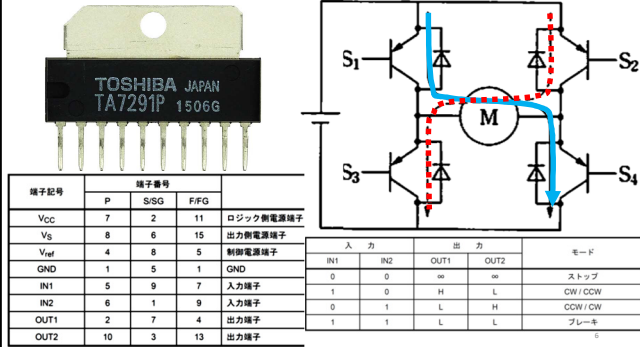 TOSHIBA JAPAN
TA7291P 1506G
S1
S2
M
S3
S4
端子記号 端子番号
P S/SG F/FG
VCC 7 2 11 ロジック側電源端子
VS 8 6 15 出力側電源端子
Vref 4 8 5 制御電源端子
GND 1 5 1 GND
IN1 5 9 7 入力端子
IN2 6 1 9 入力端子
OUT1 2 7 4 出力端子
OUT2 10 3 13 出力端子
入 力 出 力 モード
IN1 IN2 OUT1 OUT2
0 0 ∞ ∞ ストップ
1 0 H L CW / CCW
0 1 L H CCW / CW
1 1 L L ブレーキ
6